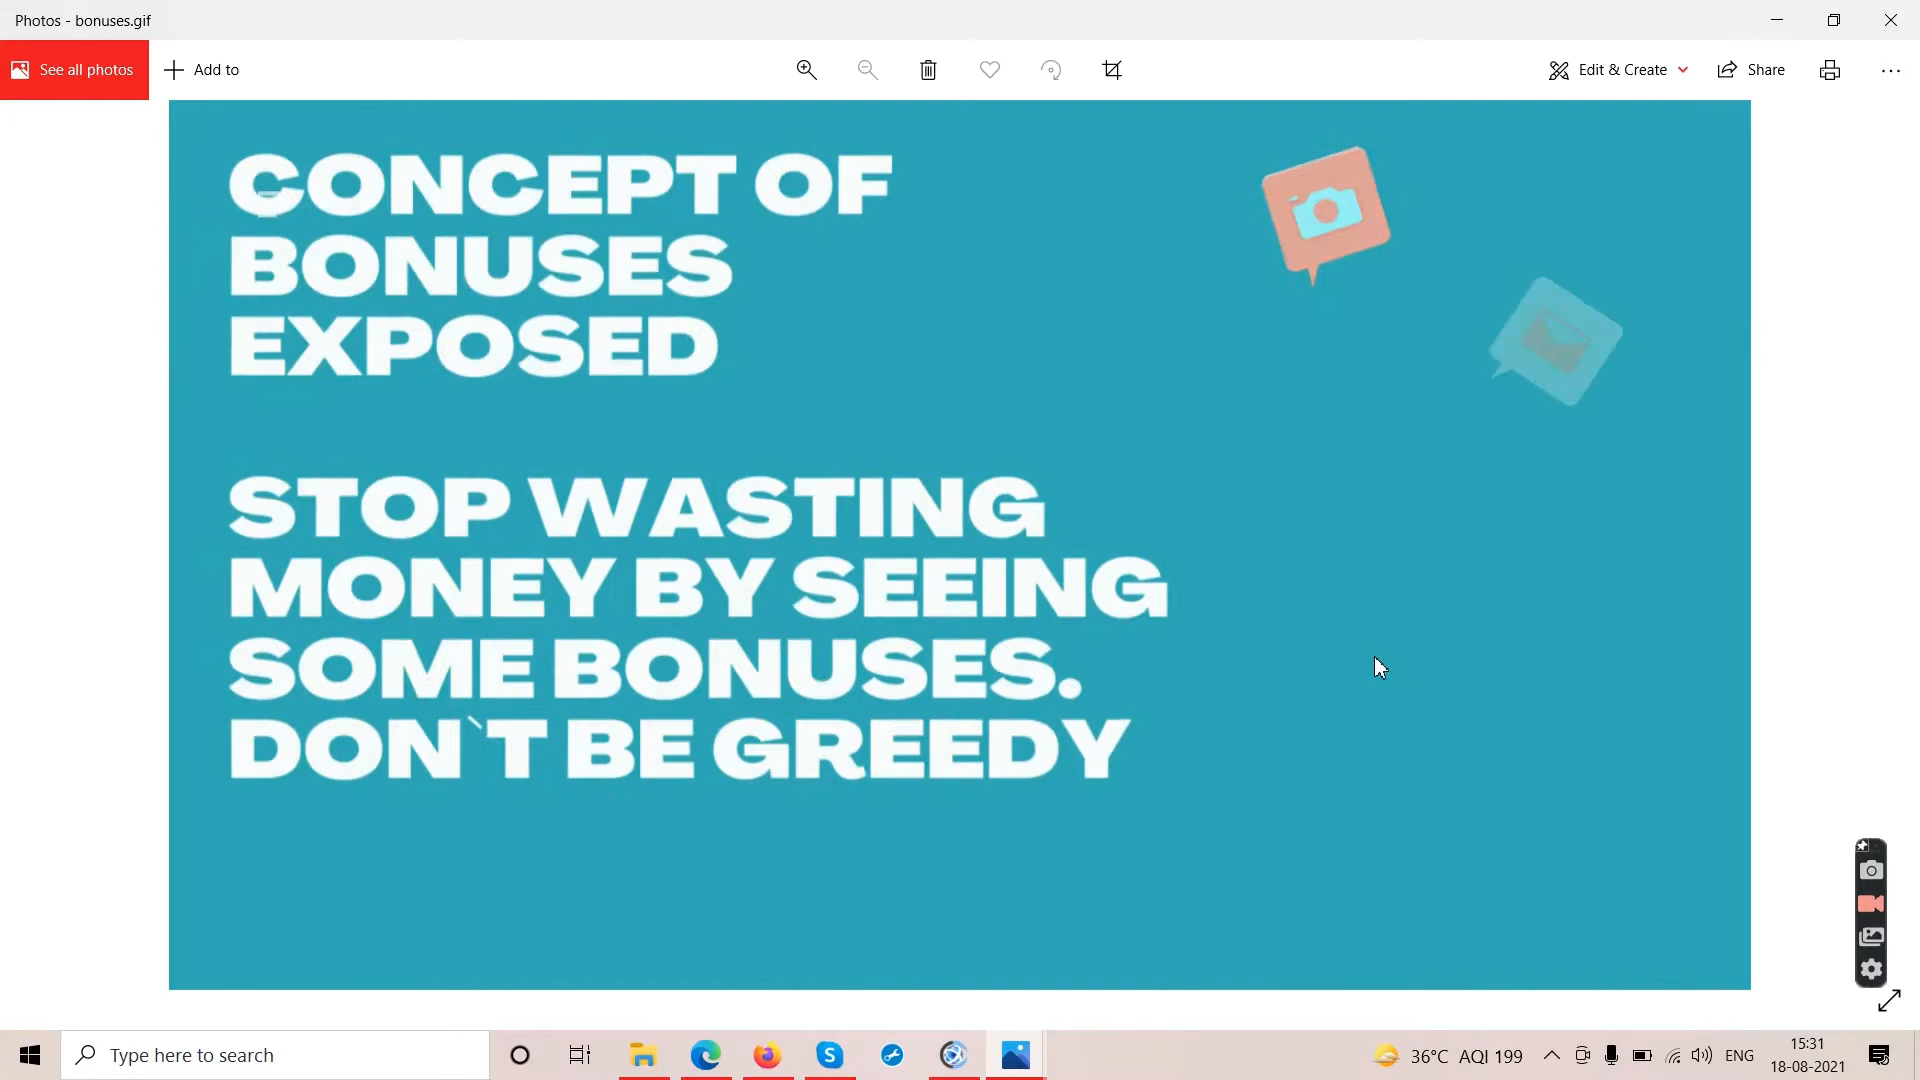 Photos - bonuses.gif
See all photos
Add to
Edit & Create
Share
CONCEPT OF
BONUSES
EXPOSED
STOP WASTING
MONEY BY SEEING
SOME BONUSES.
DON`T BE GREEDY
Type here to search
36°C AQI 199
ENG
15:31
18-08-2021